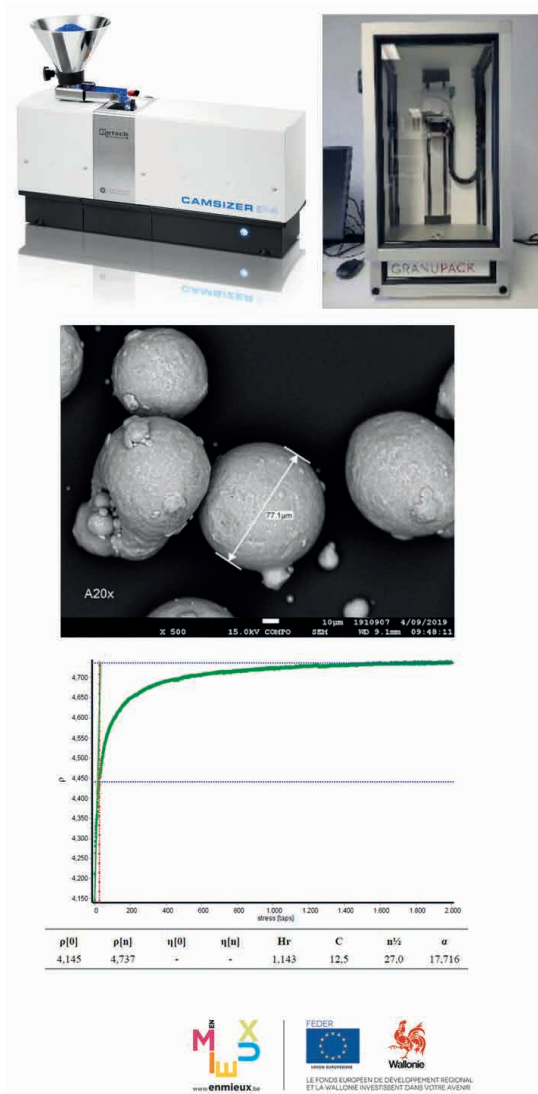 Retsch
CAMSIZER P4
GRANUPACK
77.1µm
A20x
10µm 1910907 4/09/2019
X 500 15.0kV COMPO SEM WD 9.1mm 09:48:11
4,700
4,650
4,600
4,550
4,500
4,450
4,400
4,350
4,300
4,250
4,200
4,150
ρ
0 200 400 600 800 1.000 1.200 1.400 1.600 1.800 2.000
stress [taps]
ρ[0] ρ[n] η[0] η[n] Hr C n½ α
4,145 4,737 - - 1,143 12,5 27,0 17,716
EN
MIEUX
www.enmieux.be
FEDER
UNION EUROPEENNE
Wallonie
LE FONDS EUROPÉEN DE DÉVELOPPEMENT RÉGIONAL
ET LA WALLONIE INVESTISSENT DANS VOTRE AVENIR